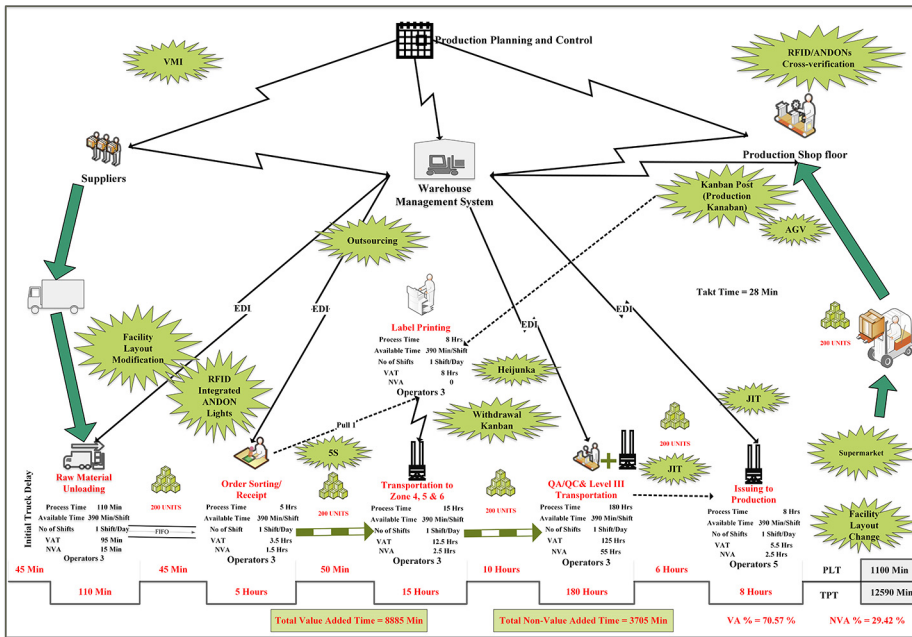 Production Planning and Control
VMI
RFID/ANDONs
Cross-verification
Suppliers
Warehouse
Management System
Production Shop floor
Kanban Post
(Production
Kanaban)
AGV
Outsourcing
Takt Time = 28 Min
EDI
EDI
EDI
EDI
Facility
Layout
Modification
RFID
Integrated
ANDON
Lights
Label Printing
Process Time 8 Hrs
Available Time 390 Min/Shift
No of Shifts 1 Shift/Day
VAT 8 Hrs
NVA 0
Operators 3
Heijunka
Withdrawal
Kanban
Pull 1
5S
JIT
JIT
200 UNITS
200 UNITS
Supermarket
Facility
Layout
Change
Initial Truck Delay
Raw Material
Unloading
Process Time 110 Min
Available Time 390 Min/Shift
No of Shifts 1 Shift/Day
VAT 95 Min
NVA 15 Min
Operators 3
200 UNITS
FIFO
Order Sorting/
Receipt
Process Time 5 Hrs
Available Time 390 Min/Shift
No of Shift 1 Shift/Day
VAT 3.5 Hrs
NVA 1.5 Hrs
Operators 3
200 UNITS
Transportation to
Zone 4, 5 & 6
Process Time 15 Hrs
Available Time 390 Min/Shift
No of Shifts 1 Shift/Day
VAT 12.5 Hrs
NVA 2.5 Hrs
Operators 3
200 UNITS
QA/QC& Level III
Transportation
Process Time 180 Hrs
Available Time 390 Min/Shift
No of Shifts 1 Shift/Day
VAT 125 Hrs
NVA 55 Hrs
Operators 3
Issuing to
Production
Process Time 8 Hrs
Available Time 390 Min/Shift
No of Shifts 1 Shift/Day
VAT 5.5 Hrs
NVA 2.5 Hrs
Operators 5
45 Min 45 Min 50 Min 10 Hours 6 Hours PLT 1100 Min
110 Min 5 Hours 15 Hours 180 Hours 8 Hours TPT 12590 Min
Total Value Added Time = 8885 Min Total Non-Value Added Time = 3705 Min VA % = 70.57 % NVA % = 29.42 %